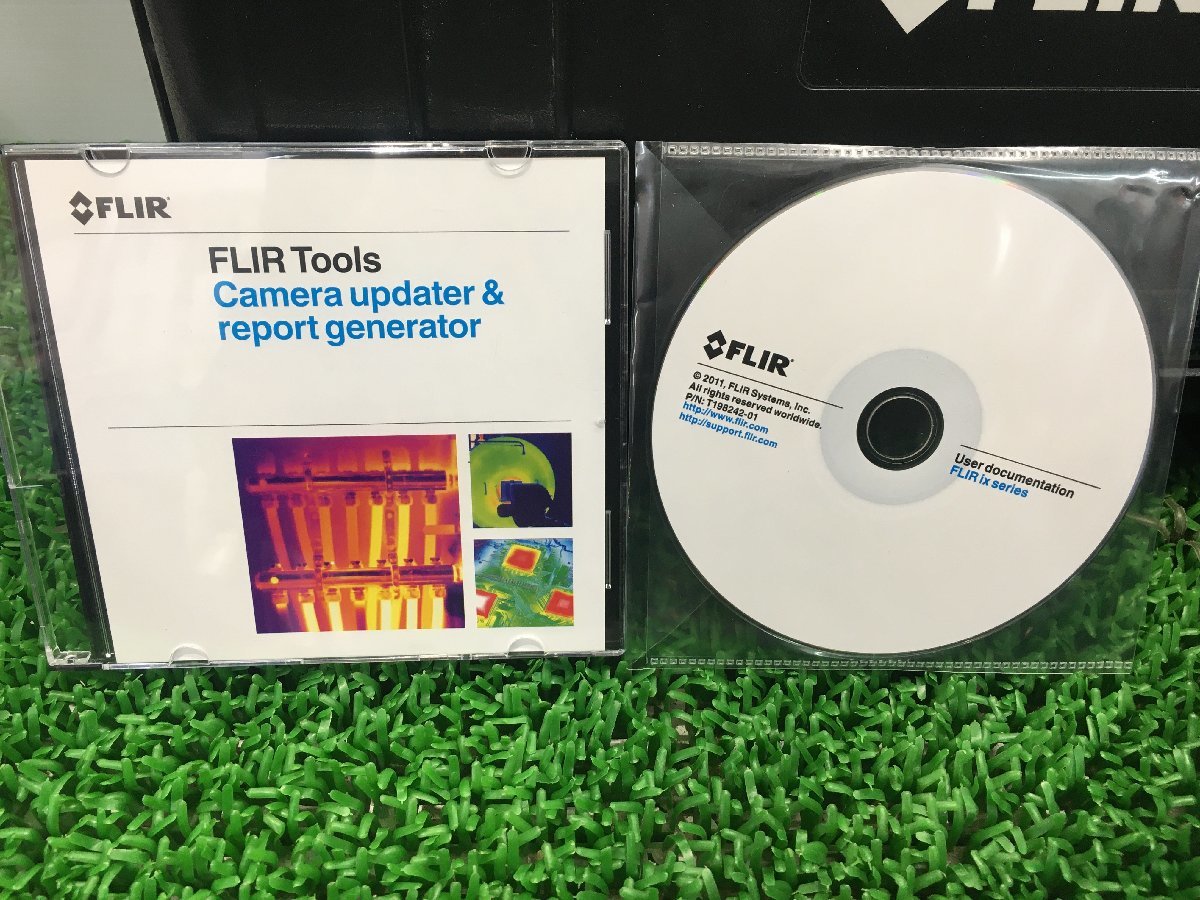 FLIR
FLIR
FLIR Tools
Camera updater &
report generator
FLIR
© 2011, FLIR Systems, Inc.
All rights reserved worldwide.
P/N: T198242-01
http://www.flir.com
http://support.flir.com
User documentation
FLIR ix series